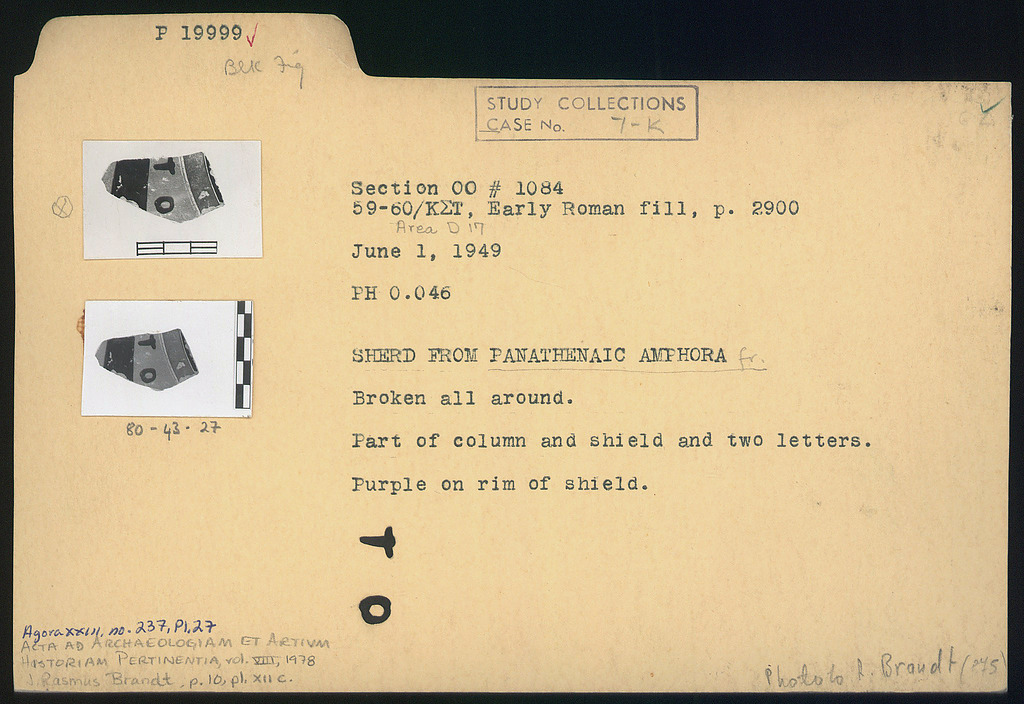 P 19999 ✓
Blk Fig
STUDY COLLECTIONS
CASE No. 7-K
Section OO # 1084
59-60/ΚΣΤ, Early Roman fill, p. 2900
Area D 17
June 1, 1949
PH 0.046
SHERD FROM PANATHENAIC AMPHORA fr.
Broken all around.
Part of column and shield and two letters.
Purple on rim of shield.
T
O
T
O
80-43-27
T
O
Agora XXIII, no. 237, Pl. 27
ACTA AD ARCHAEOLOGIAM ET ARTIUM
HISTORIAM PERTINENTIA, vol. VIII, 1978
J. Rasmus Brandt, p. 10, pl. XII c.
Photo to R. Brandt